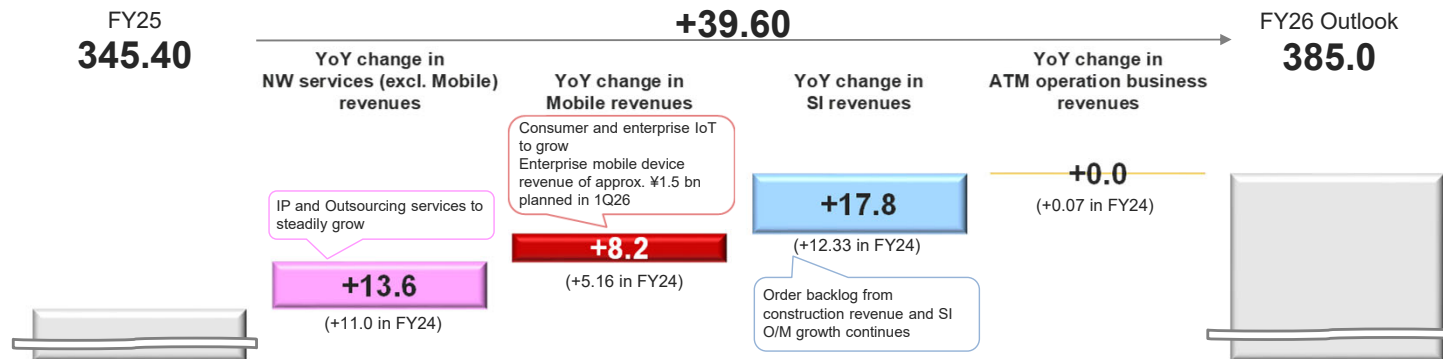 FY25
345.40
+39.60
FY26 Outlook
385.0
YoY change in
NW services (excl. Mobile)
revenues
YoY change in
Mobile revenues
YoY change in
SI revenues
YoY change in
ATM operation business
revenues
IP and Outsourcing services to
steadily grow
+13.6
(+11.0 in FY24)
Consumer and enterprise IoT
to grow
Enterprise mobile device
revenue of approx. ¥1.5 bn
planned in 1Q26
+8.2
(+5.16 in FY24)
+17.8
(+12.33 in FY24)
Order backlog from
construction revenue and SI
O/M growth continues
+0.0
(+0.07 in FY24)